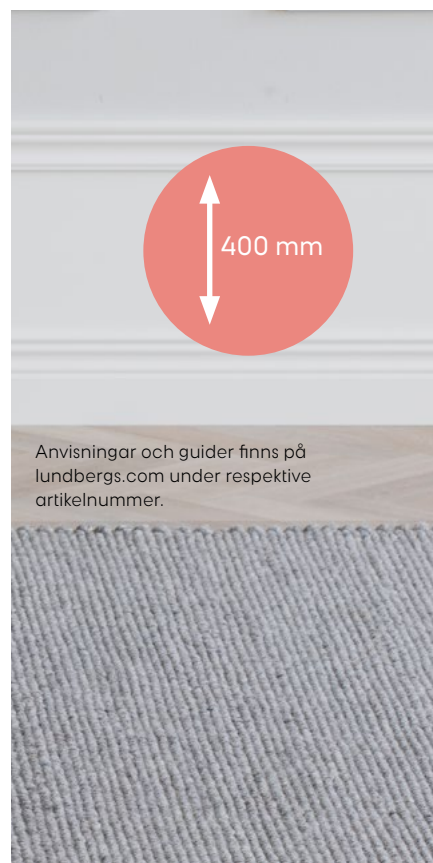 400 mm
Anvisningar och guider finns på
lundbergs.com under respektive
artikelnummer.